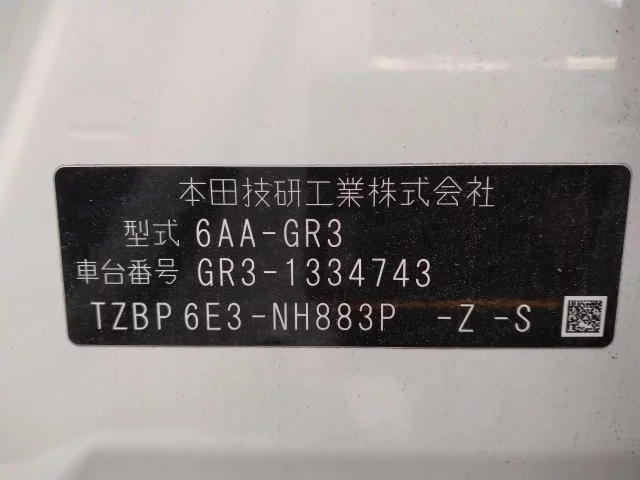 本田技研工業株式会社
型式 6AA-GR3
車台番号 GR3-1334743
TZBP 6E3-NH883P -Z -S